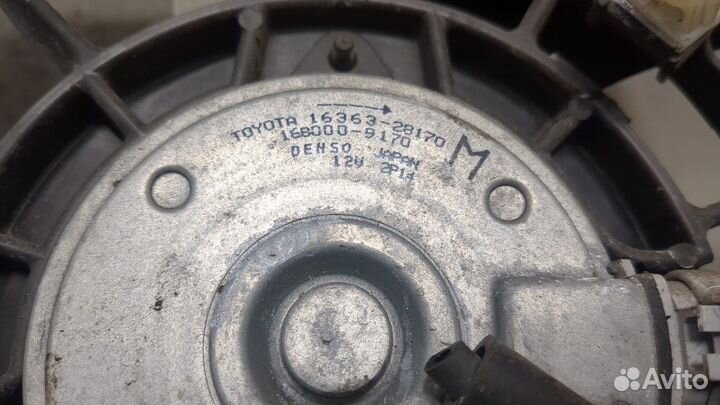 TOYOTA 16363-28170
168000-9170
DENSO JAPAN
12V 2P14
M
Avito